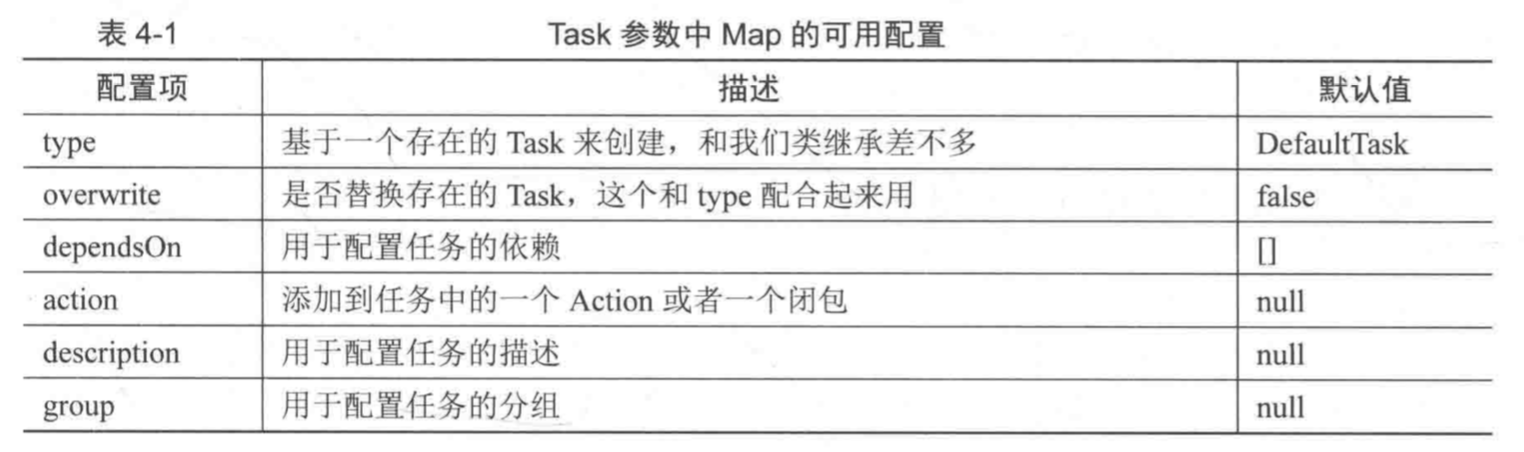 表 4-1 Task 参数中 Map 的可用配置
配置项 描述 默认值
type 基于一个存在的 Task 来创建，和我们类继承差不多 DefaultTask
overwrite 是否替换存在的 Task，这个和 type 配合起来用 false
dependsOn 用于配置任务的依赖 []
action 添加到任务中的一个 Action 或者一个闭包 null
description 用于配置任务的描述 null
group 用于配置任务的分组 null